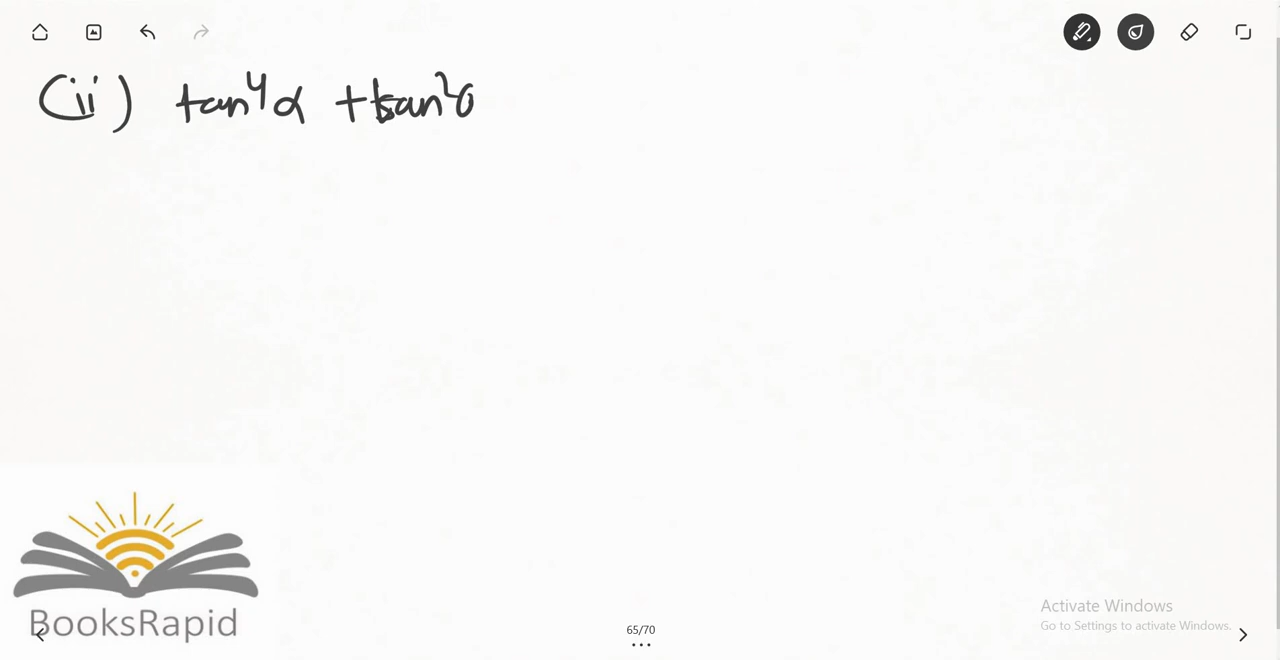 (ii) tan⁴α + tan²α
BooksRapid
Activate Windows
Go to Settings to activate Windows.
65/70